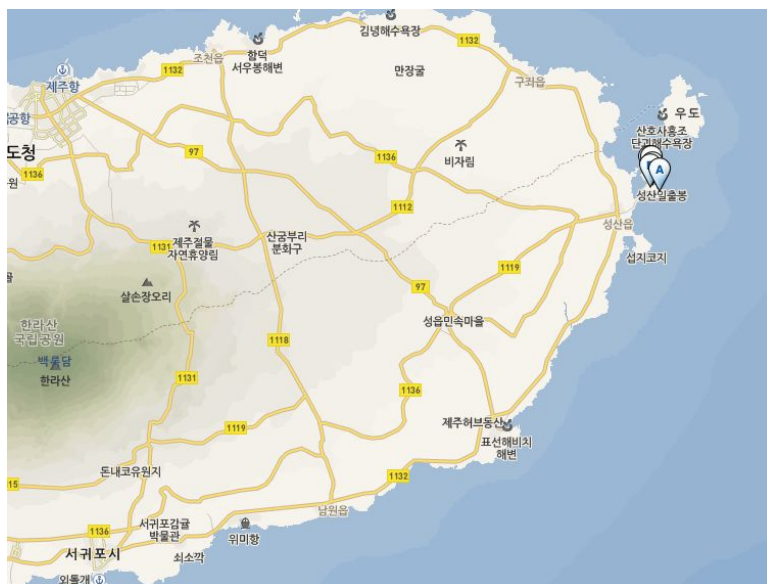 김녕해수욕장
1132
함덕
서우봉해변
조천읍
1132
만장굴
구좌읍
제주항
공항
우도
산호사홍조
단괴해수욕장
도청
97
1136
비자림
1136
원
A
성산일출봉
1112
성산읍
제주절물
자연휴양림
1131
산굼부리
분화구
섭지코지
1119
살손장오리
97
한라산
국립공원
성읍민속마을
1118
백록담
한라산
1131
1136
1119
제주허브동산
표선해비치
해변
돈내코유원지
1132
15
남원읍
1136
서귀포감귤
박물관
위미항
서귀포시
쇠소깍
외돌개